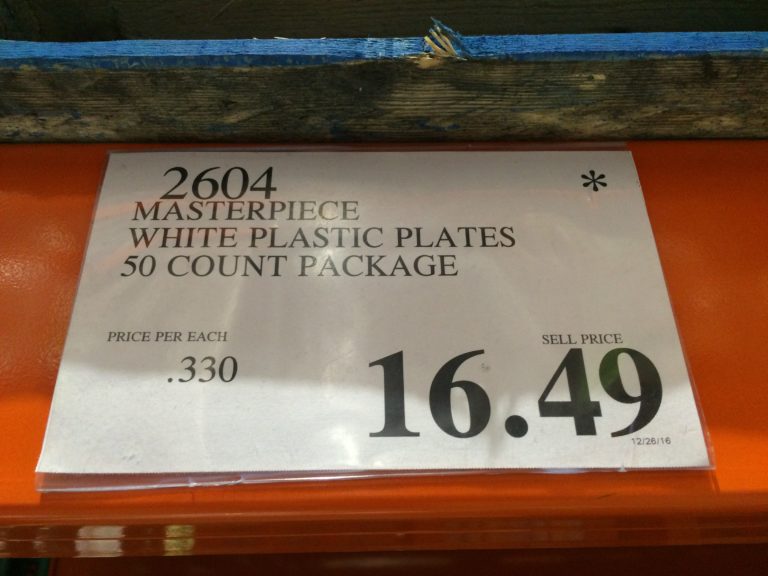 2604 *
MASTERPIECE
WHITE PLASTIC PLATES
50 COUNT PACKAGE
PRICE PER EACH SELL PRICE
.330 16.49
12/26/16